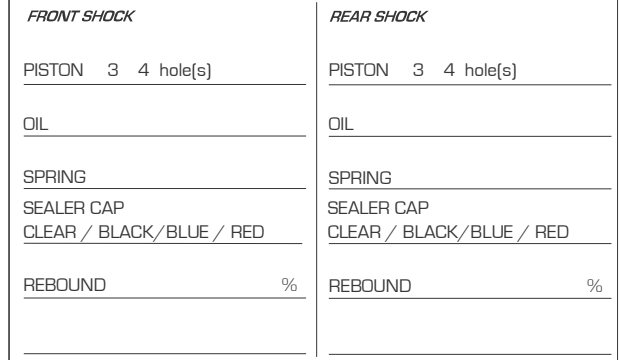 FRONT SHOCK
PISTON 3 4 hole(s)
OIL
SPRING
SEALER CAP
CLEAR / BLACK/BLUE / RED
REBOUND %
REAR SHOCK
PISTON 3 4 hole(s)
OIL
SPRING
SEALER CAP
CLEAR / BLACK/BLUE / RED
REBOUND %